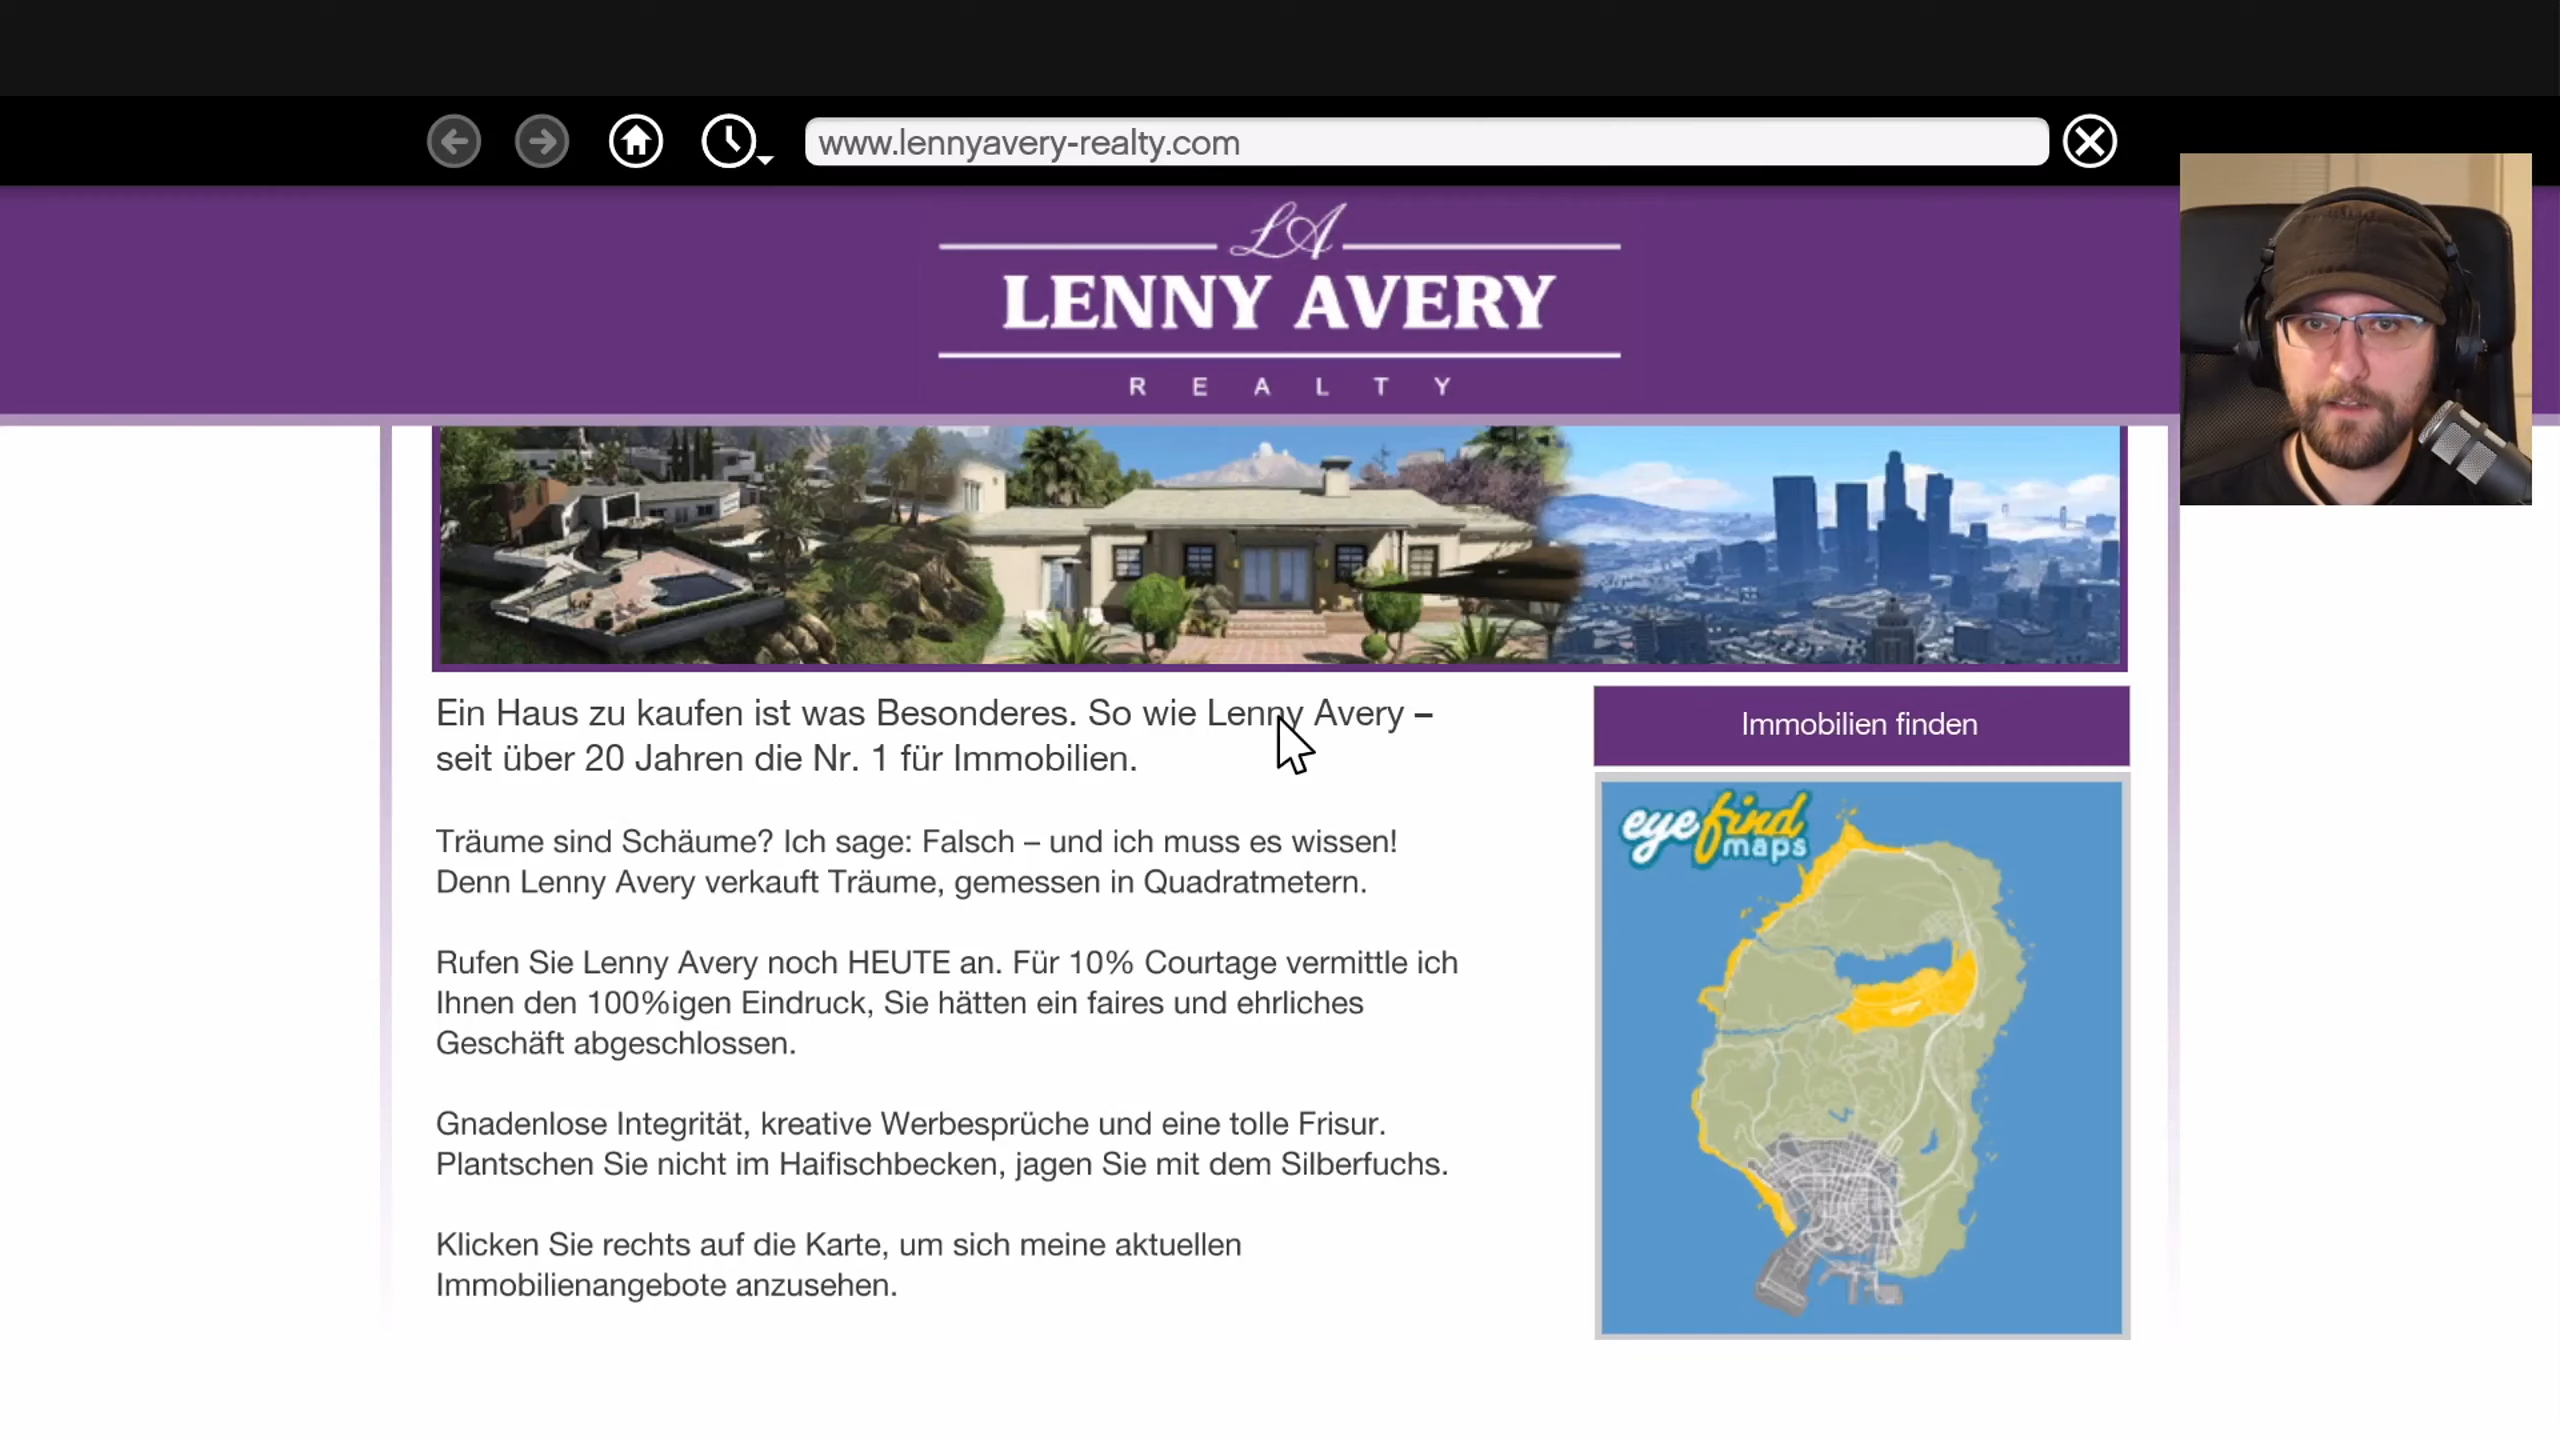 www.lennyavery-realty.com
LA
LENNY AVERY
REALTY
Ein Haus zu kaufen ist was Besonderes. So wie Lenny Avery –
seit über 20 Jahren die Nr. 1 für Immobilien.
Träume sind Schäume? Ich sage: Falsch – und ich muss es wissen!
Denn Lenny Avery verkauft Träume, gemessen in Quadratmetern.
Rufen Sie Lenny Avery noch HEUTE an. Für 10% Courtage vermittle ich
Ihnen den 100%igen Eindruck, Sie hätten ein faires und ehrliches
Geschäft abgeschlossen.
Gnadenlose Integrität, kreative Werbesprüche und eine tolle Frisur.
Plantschen Sie nicht im Haifischbecken, jagen Sie mit dem Silberfuchs.
Klicken Sie rechts auf die Karte, um sich meine aktuellen
Immobilienangebote anzusehen.
Immobilien finden
eyefind
maps